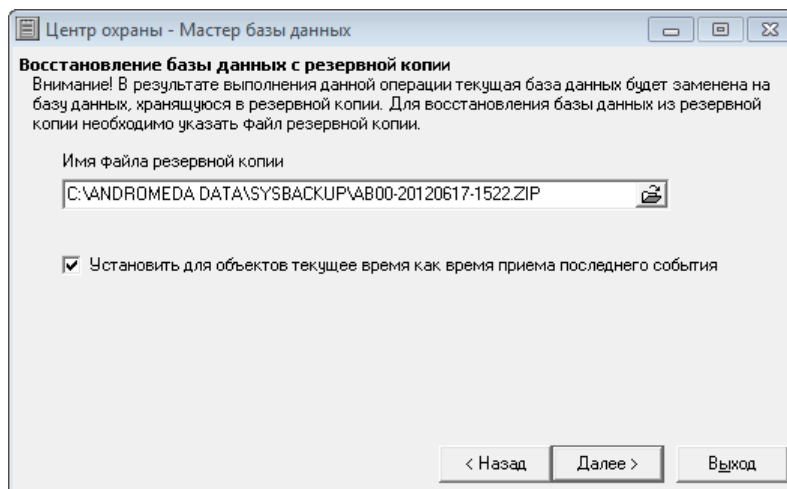 Центр охраны - Мастер базы данных
Восстановление базы данных с резервной копии
Внимание! В результате выполнения данной операции текущая база данных будет заменена на
базу данных, хранящуюся в резервной копии. Для восстановления базы данных из резервной
копии необходимо указать файл резервной копии.
Имя файла резервной копии
C:\ANDROMEDA DATA\SYSBACKUP\AB00-20120617-1522.ZIP
Установить для объектов текущее время как время приема последнего события
< Назад Далее > Выход